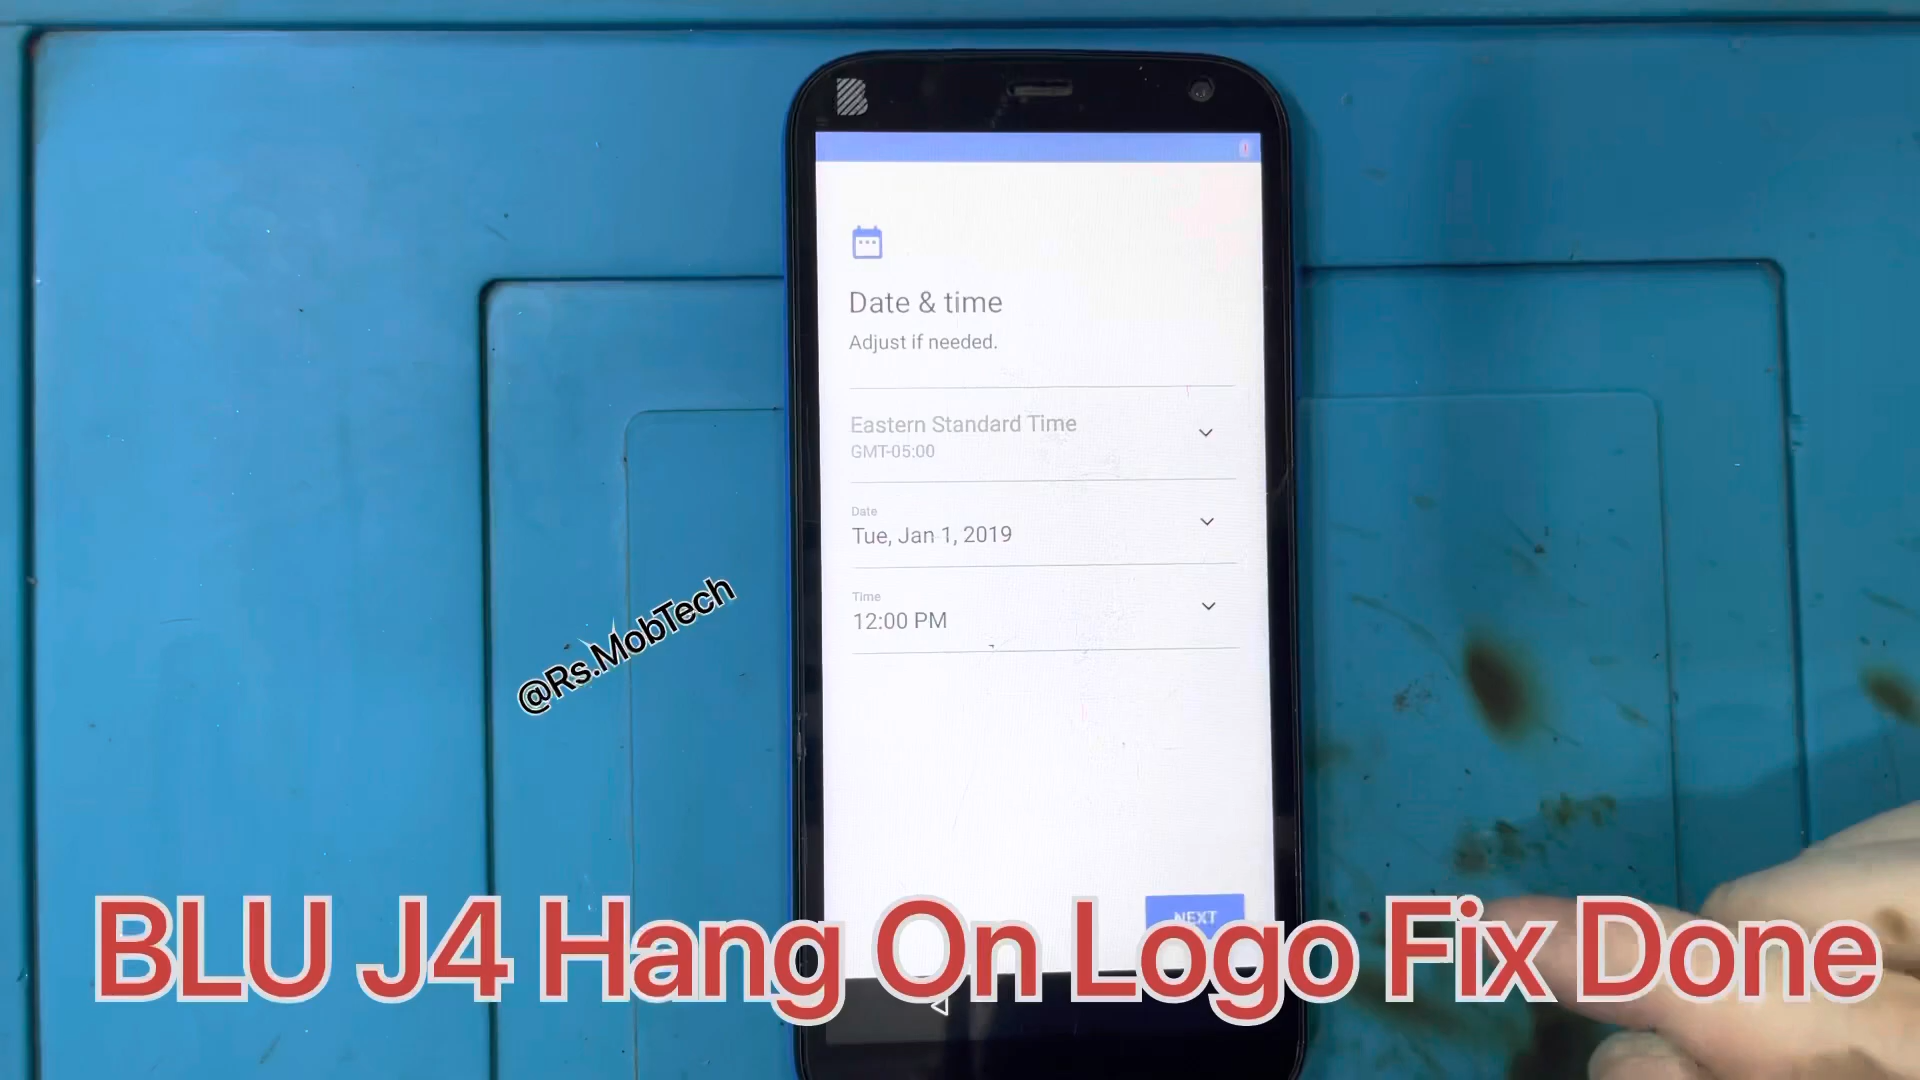 B
Date & time
Adjust if needed.
Eastern Standard Time
GMT-05:00
Date
Tue, Jan 1, 2019
Time
12:00 PM
@Rs.MobTech
NEXT
BLU J4 Hang On Logo Fix Done